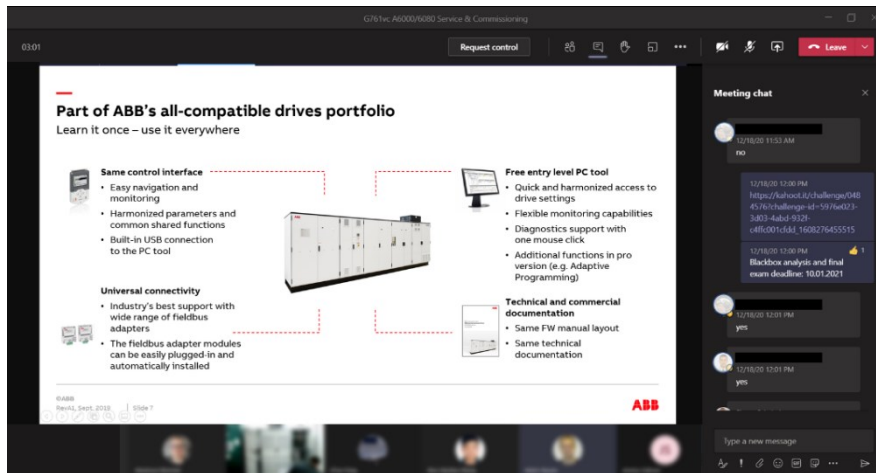 G761vc A6000/6080 Service & Commissioning
03:01
Request control
Leave
Part of ABB's all-compatible drives portfolio
Learn it once – use it everywhere
Same control interface
• Easy navigation and
monitoring
• Harmonized parameters and
common shared functions
• Built-in USB connection
to the PC tool
Universal connectivity
• Industry's best support with
wide range of fieldbus
adapters
• The fieldbus adapter modules
can be easily plugged-in and
automatically installed
Free entry level PC tool
• Quick and harmonized access to
drive settings
• Flexible monitoring capabilities
• Diagnostics support with
one mouse click
• Additional functions in pro
version (e.g. Adaptive
Programming)
Technical and commercial
documentation
• Same FW manual layout
• Same technical
documentation
©ABB
RevA1, Sept. 2019 | Slide 7
ABB
Meeting chat
12/18/20 11:53 AM
no
12/18/20 12:00 PM
https://kahoot.it/challenge/048
4576?challenge-id=5976e023-
3d03-4abd-932f-
c4ffc001cfdd_1608276455515
12/18/20 12:00 PM
1
Blackbox analysis and final
exam deadline: 10.01.2021
12/18/20 12:01 PM
yes
12/18/20 12:01 PM
yes
Type a new message